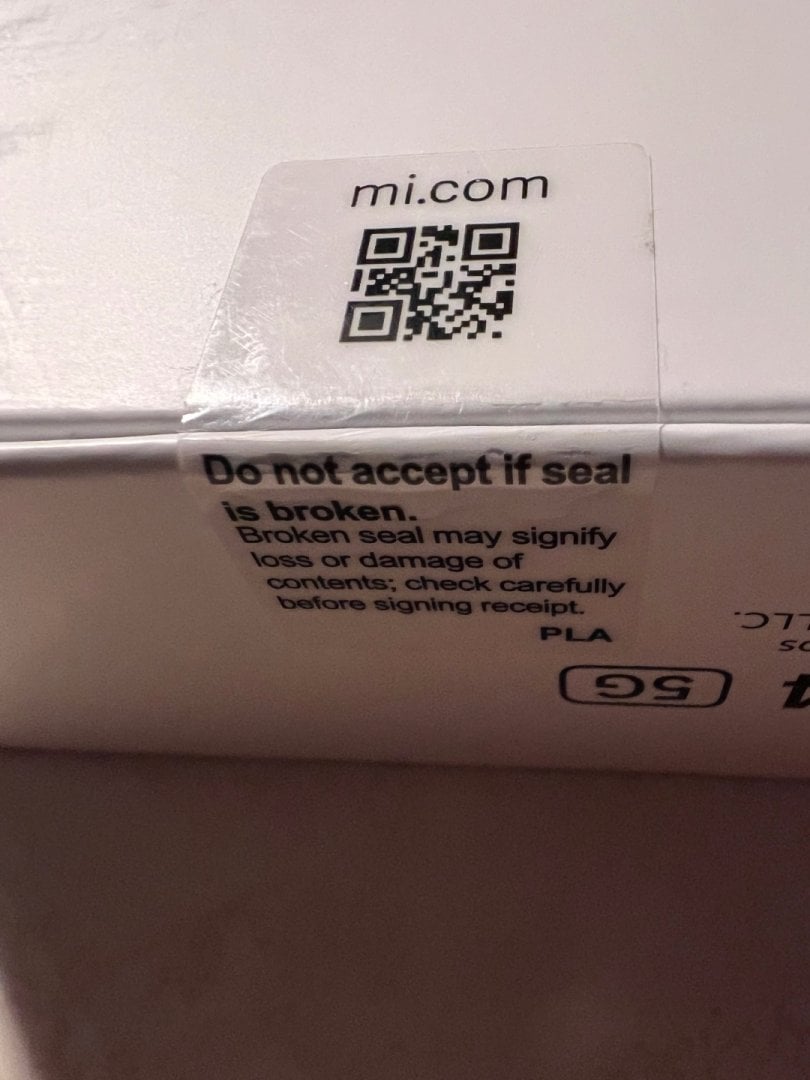 mi.com
Do not accept if seal
is broken.
Broken seal may signify
loss or damage of
contents; check carefully
before signing receipt.
PLA
LLC.
5G